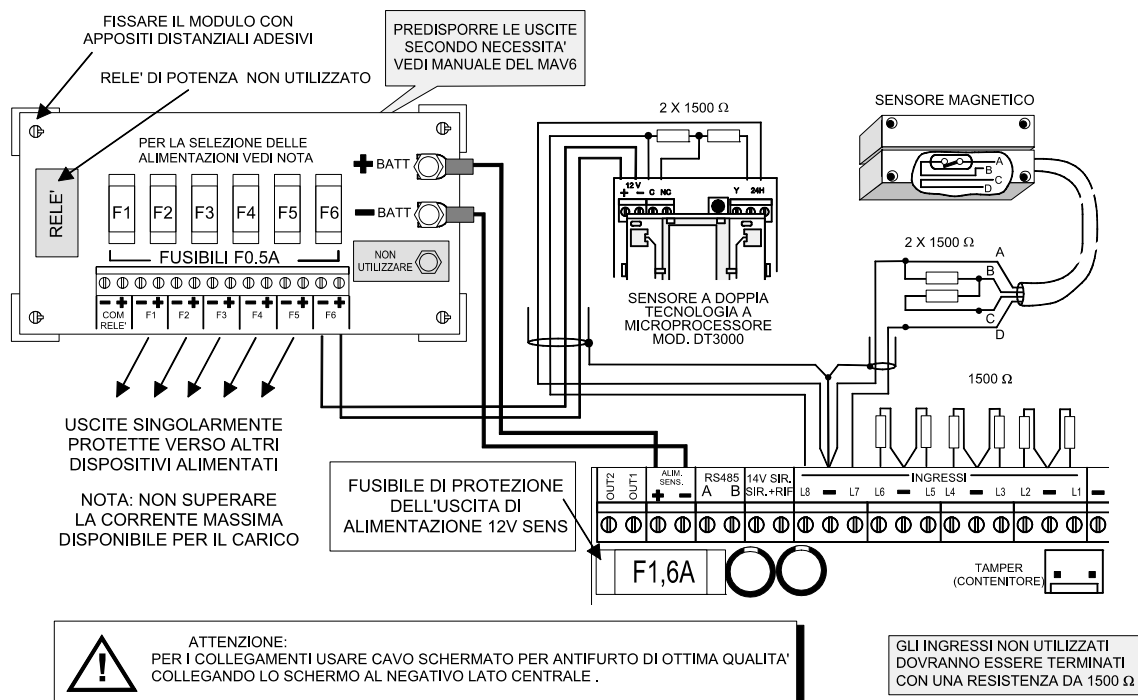 FISSARE IL MODULO CON
APPOSITI DISTANZIALI ADESIVI
RELE' DI POTENZA  NON UTILIZZATO
PREDISPORRE LE USCITE
SECONDO NECESSITA'
VEDI MANUALE DEL MAV6
PER LA SELEZIONE DELLE
ALIMENTAZIONI VEDI NOTA
RELE'
F1 F2 F3 F4 F5 F6
FUSIBILI F0.5A
+ BATT
- BATT
NON
UTILIZZARE
- + - + - + - + - + - + - +
COM
RELE'
F1 F2 F3 F4 F5 F6
USCITE SINGOLARMENTE
PROTETTE VERSO ALTRI
DISPOSITIVI ALIMENTATI
NOTA: NON SUPERARE
LA CORRENTE MASSIMA
DISPONIBILE PER IL CARICO
2 X 1500 Ω
12 V
+ - C NC
Y 24H
SENSORE A DOPPIA
TECNOLOGIA A
MICROPROCESSORE
MOD. DT3000
SENSORE MAGNETICO
A
B
C
D
2 X 1500 Ω
A
B
C
D
1500 Ω
FUSIBILE DI PROTEZIONE
DELL'USCITA DI
ALIMENTAZIONE 12V SENS
OUT2
OUT1
ALIM.
SENS.
+ -
RS485
A B
14V SIR.
SIR.+RIF
INGRESSI
L8 - L7 L6 - L5 L4 - L3 L2 - L1 -
F1,6A
TAMPER
(CONTENITORE)
!
ATTENZIONE:
PER I COLLEGAMENTI USARE CAVO SCHERMATO PER ANTIFURTO DI OTTIMA QUALITA'
COLLEGANDO LO SCHERMO AL NEGATIVO LATO CENTRALE .
GLI INGRESSI NON UTILIZZATI
DOVRANNO ESSERE TERMINATI
CON UNA RESISTENZA DA 1500 Ω